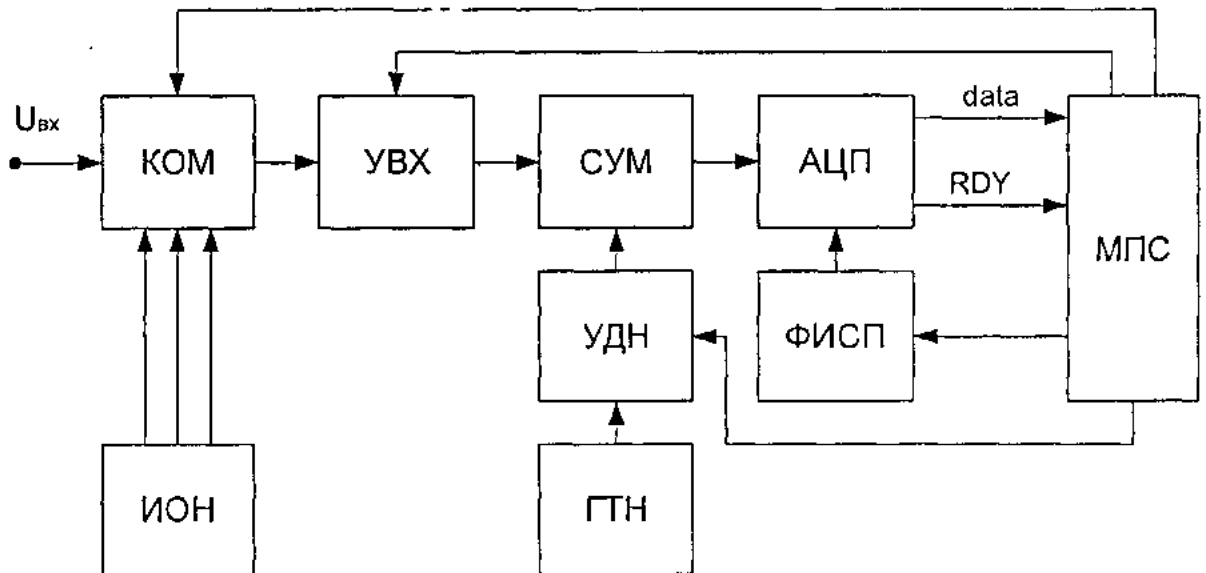 Uвх
КОМ
УВХ
СУМ
АЦП
data
RDY
МПС
УДН
ФИСП
ИОН
ГТН